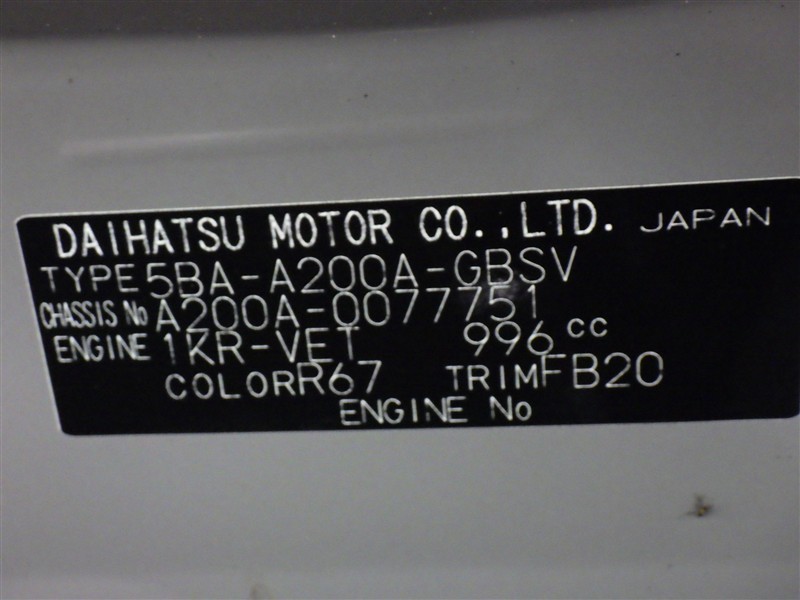 DAIHATSU MOTOR CO.,LTD. JAPAN
TYPE 5BA-A200A-GBSV
CHASSIS No A200A-0077751
ENGINE 1KR-VET 996 cc
COLOR R67 TRIM FB20
ENGINE No